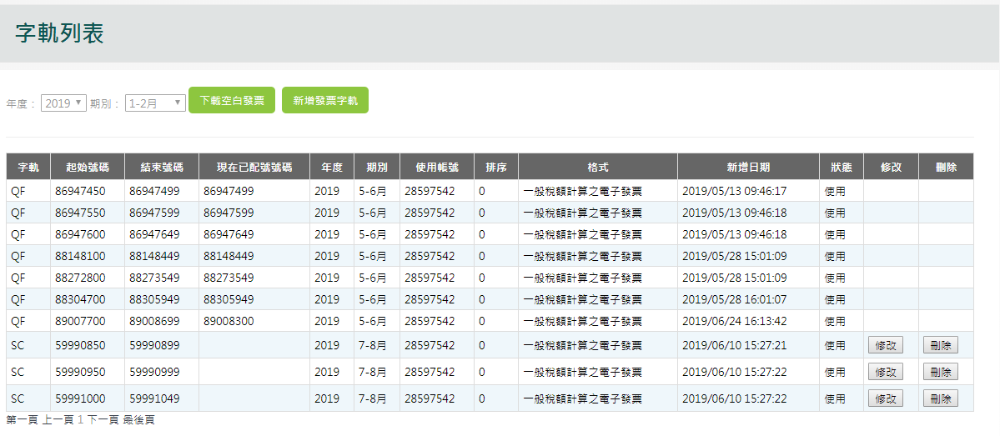 字軌列表
年度： 2019 期別： 1-2月 下載空白發票 新增發票字軌
字軌 起始號碼 結束號碼 現在已配號號碼 年度 期別 使用帳號 排序 格式 新增日期 狀態 修改 刪除
QF 86947450 86947499 86947499 2019 5-6月 28597542 0 一般稅額計算之電子發票 2019/05/13 09:46:17 使用
QF 86947550 86947599 86947599 2019 5-6月 28597542 0 一般稅額計算之電子發票 2019/05/13 09:46:18 使用
QF 86947600 86947649 86947649 2019 5-6月 28597542 0 一般稅額計算之電子發票 2019/05/13 09:46:18 使用
QF 88148100 88148449 88148449 2019 5-6月 28597542 0 一般稅額計算之電子發票 2019/05/28 15:01:09 使用
QF 88272800 88273549 88273549 2019 5-6月 28597542 0 一般稅額計算之電子發票 2019/05/28 15:01:09 使用
QF 88304700 88305949 88305949 2019 5-6月 28597542 0 一般稅額計算之電子發票 2019/05/28 16:01:07 使用
QF 89007700 89008699 89008300 2019 5-6月 28597542 0 一般稅額計算之電子發票 2019/06/24 16:13:42 使用
SC 59990850 59990899 2019 7-8月 28597542 0 一般稅額計算之電子發票 2019/06/10 15:27:21 使用 修改 刪除
SC 59990950 59990999 2019 7-8月 28597542 0 一般稅額計算之電子發票 2019/06/10 15:27:22 使用 修改 刪除
SC 59991000 59991049 2019 7-8月 28597542 0 一般稅額計算之電子發票 2019/06/10 15:27:22 使用 修改 刪除
第一頁 上一頁 1 下一頁 最後頁